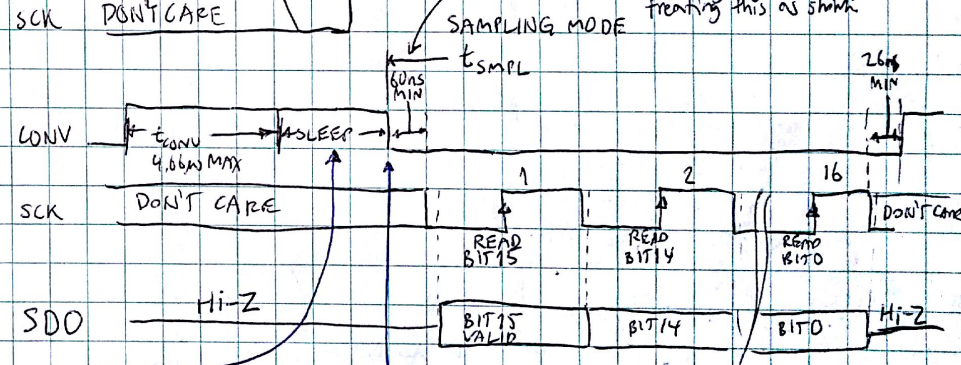 SCK DON'T CARE
treating this as shown
SAMPLING MODE
tSMPL
60ns
MIN
26ns
MIN
CONV
tCONV
4.66µs MAX
ASLEEP
1
2
16
SCK
DON'T CARE
DON'T CARE
READ
BIT15
READ
BIT14
READ
BIT0
SDO
Hi-Z
BIT15
VALID
BIT14
BIT0
Hi-Z